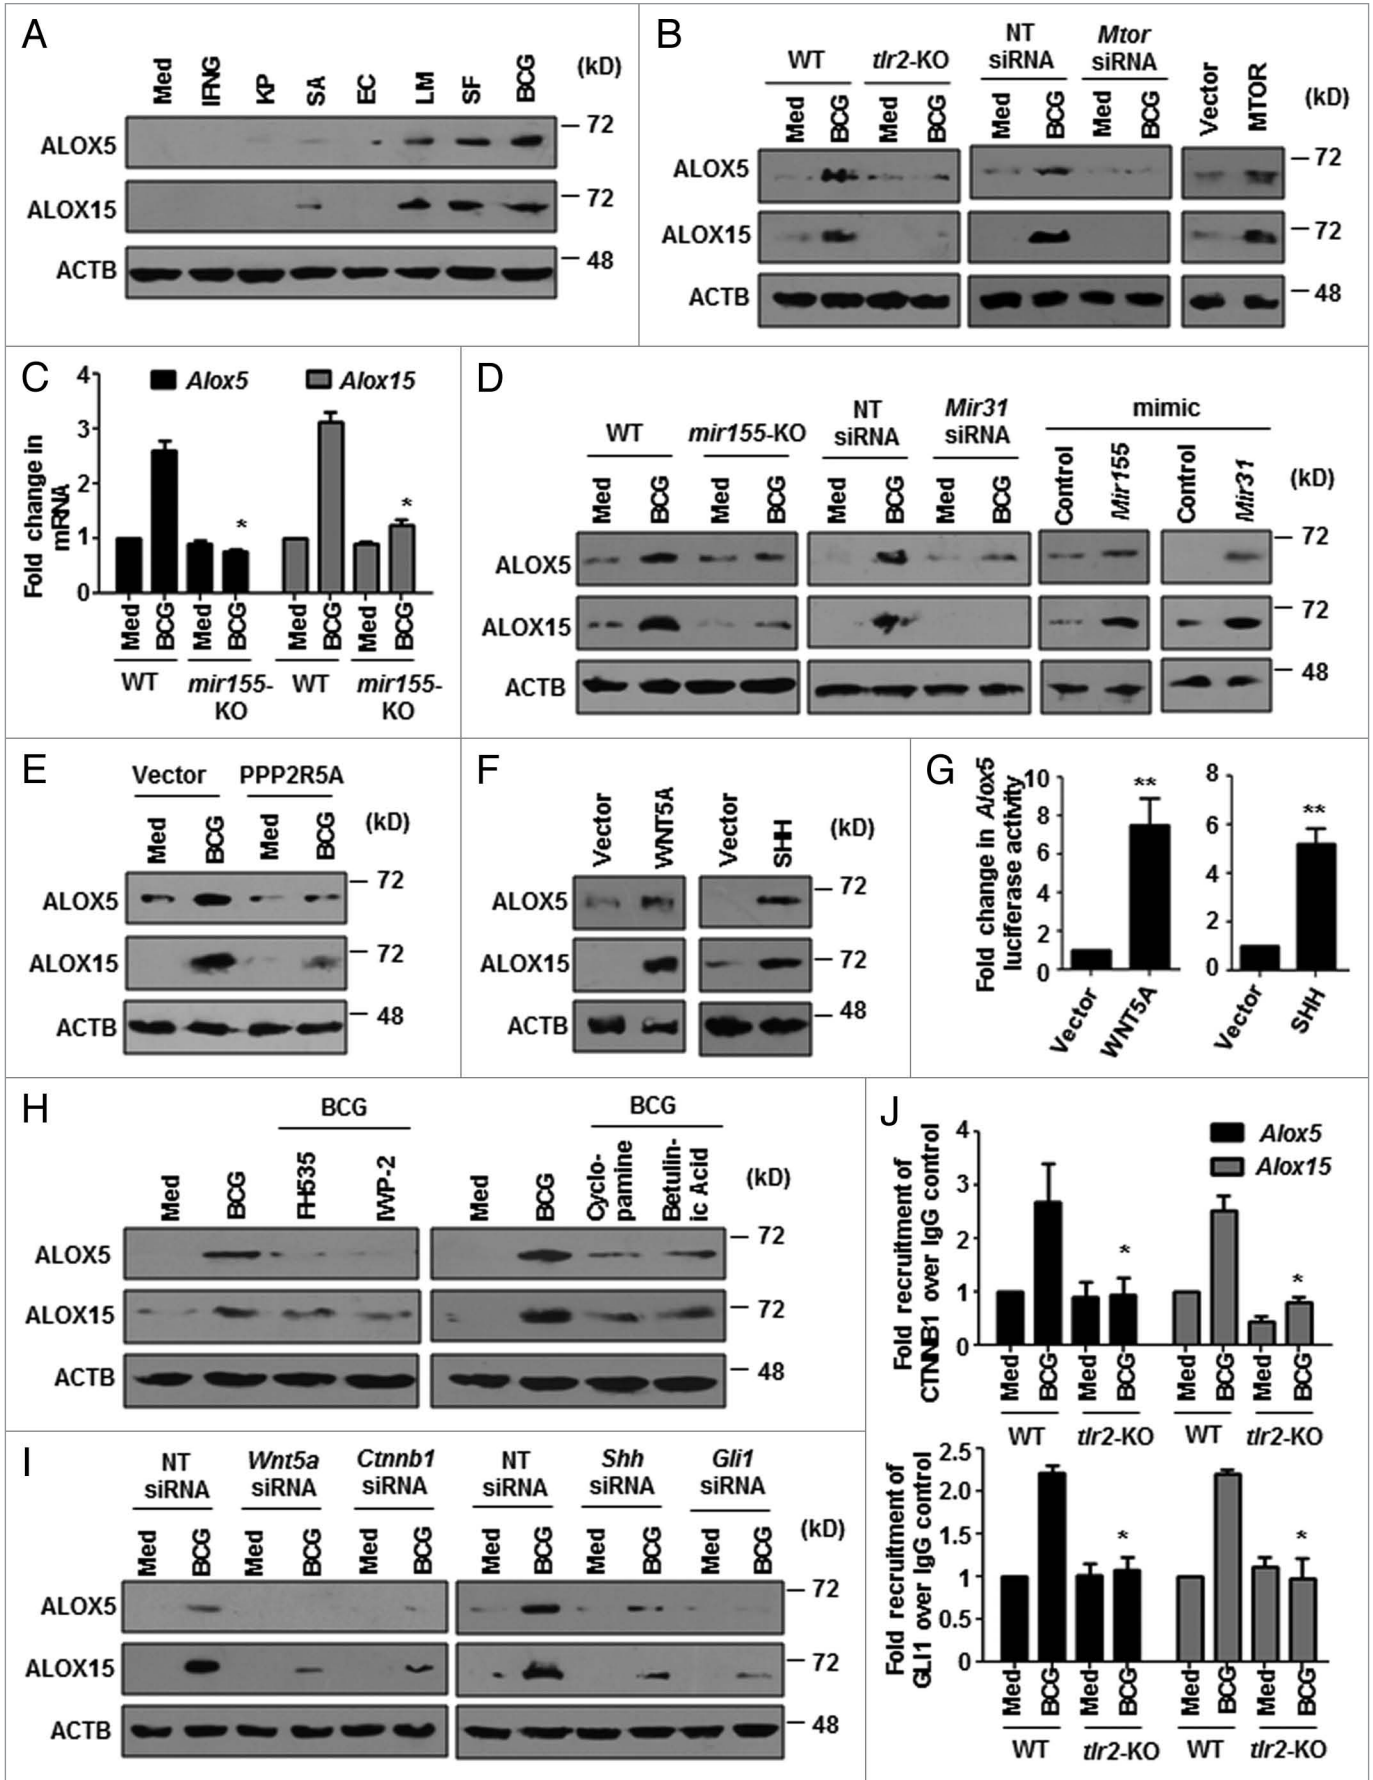 A
Med IFNG KP SA EC LM SF BCG (kD)
ALOX5 72
ALOX15 72
ACTB 48
B
WT tlr2-KO NT siRNA Mtor siRNA
Med BCG Med BCG Med BCG Med BCG Vector MTOR (kD)
ALOX5 72
ALOX15 72
ACTB 48
C
Alox5 Alox15
Fold change in
mRNA
4
3
2
1
0
* *
Med BCG Med BCG Med BCG Med BCG
WT mir155- WT mir155-
KO KO
D
WT mir155-KO NT siRNA Mir31 siRNA mimic
Med BCG Med BCG Med BCG Med BCG Control Mir155 Control Mir31 (kD)
ALOX5 72
ALOX15 72
ACTB 48
E
Vector PPP2R5A
Med BCG Med BCG (kD)
ALOX5 72
ALOX15 72
ACTB 48
F
Vector WNT5A Vector SHH (kD)
ALOX5 72
ALOX15 72
ACTB 48
G
Fold change in Alox5
luciferase activity
10
8
6
4
2
0
**
Vector WNT5A
8
6
4
2
0
**
Vector SHH
H
BCG BCG
Med BCG FH535 IWP-2 Med BCG Cyclo-
pamine Betulin-
ic Acid (kD)
ALOX5 72
ALOX15 72
ACTB 48
I
NT siRNA Wnt5a siRNA Ctnnb1 siRNA NT siRNA Shh siRNA Gli1 siRNA
Med BCG Med BCG Med BCG Med BCG Med BCG Med BCG (kD)
ALOX5 72
ALOX15 72
ACTB 48
J
Alox5
Alox15
Fold recruitment of
CTNNB1 over IgG control
4
3
2
1
0
* *
Med BCG Med BCG Med BCG Med BCG
WT tlr2-KO WT tlr2-KO
Fold recruitment of
GLI1 over IgG control
2.5
2.0
1.5
1
0.5
0
* *
Med BCG Med BCG Med BCG Med BCG
WT tlr2-KO WT tlr2-KO